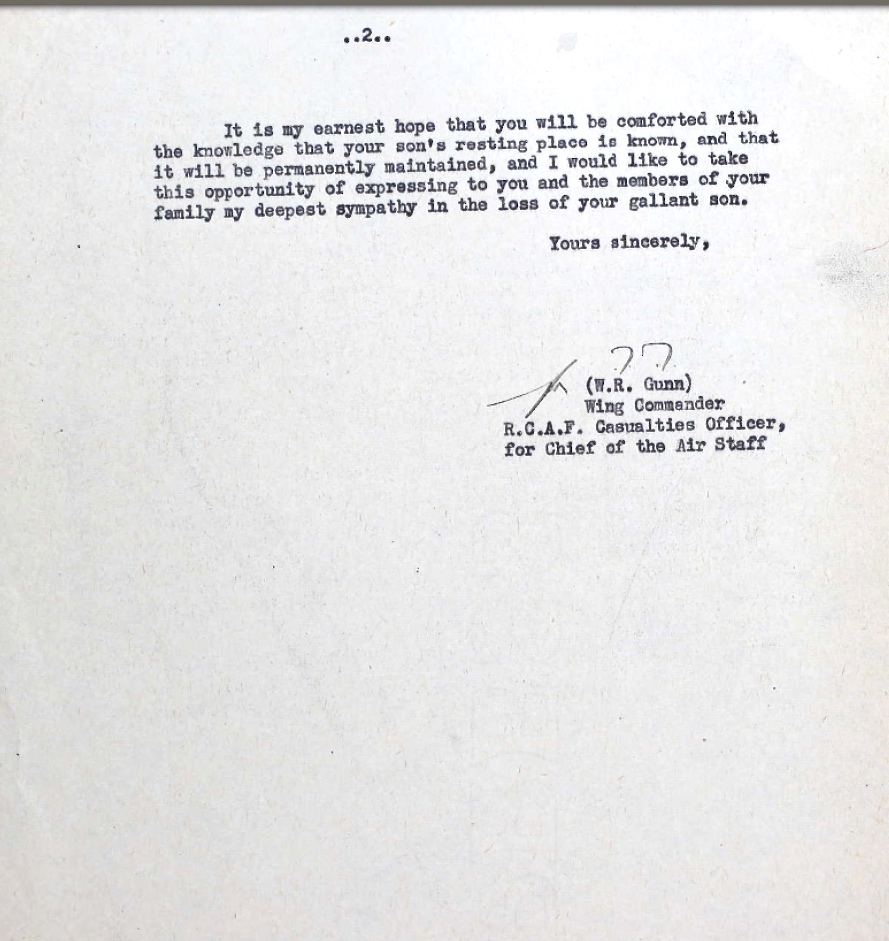 ..2..
It is my earnest hope that you will be comforted with
the knowledge that your son's resting place is known, and that
it will be permanently maintained, and I would like to take
this opportunity of expressing to you and the members of your
family my deepest sympathy in the loss of your gallant son.
Yours sincerely,
(W.R. Gunn)
Wing Commander
R.C.A.F. Casualties Officer,
for Chief of the Air Staff